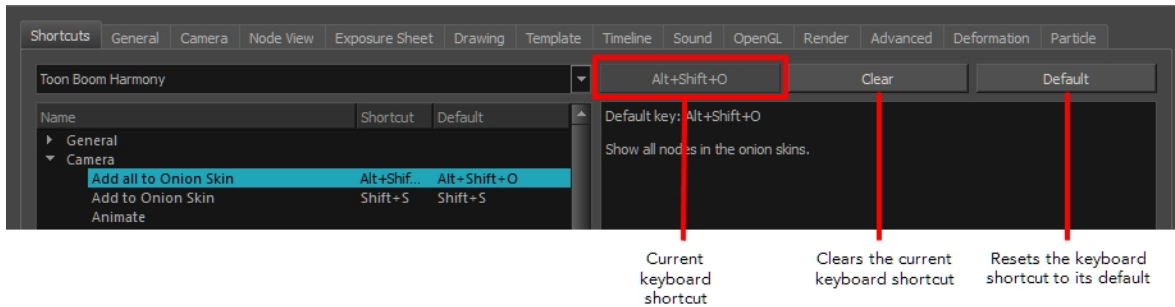 Shortcuts General Camera Node View Exposure Sheet Drawing Template Timeline Sound OpenGL Render Advanced Deformation Particle
Toon Boom Harmony
Alt+Shift+O Clear Default
Name Shortcut Default
General
Camera
Add all to Onion Skin Alt+Shif... Alt+Shift+O
Add to Onion Skin Shift+S Shift+S
Animate
Default key: Alt+Shift+O
Show all nodes in the onion skins.
Current
keyboard
shortcut
Clears the current
keyboard shortcut
Resets the keyboard
shortcut to its default